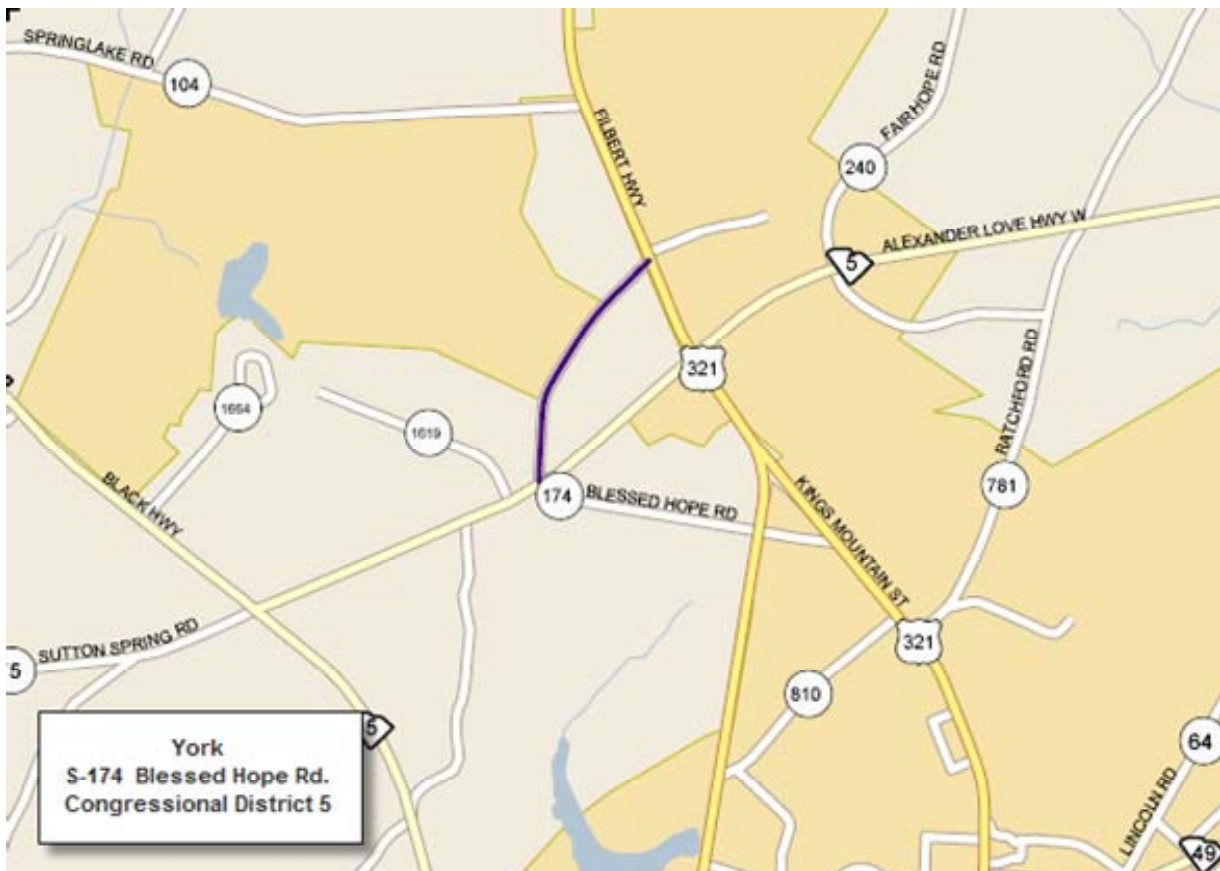 SPRINGLAKE RD
104
FILBERT HWY
FAIRHOPE RD
240
ALEXANDER LOVE HWY W
5
321
RATCHFORD RD
1654
1619
781
BLACK HWY
174
BLESSED HOPE RD
KINGS MOUNTAIN ST
321
SUTTON SPRING RD
5
810
5
64
LINCOLN RD
49
York
S-174 Blessed Hope Rd.
Congressional District 5